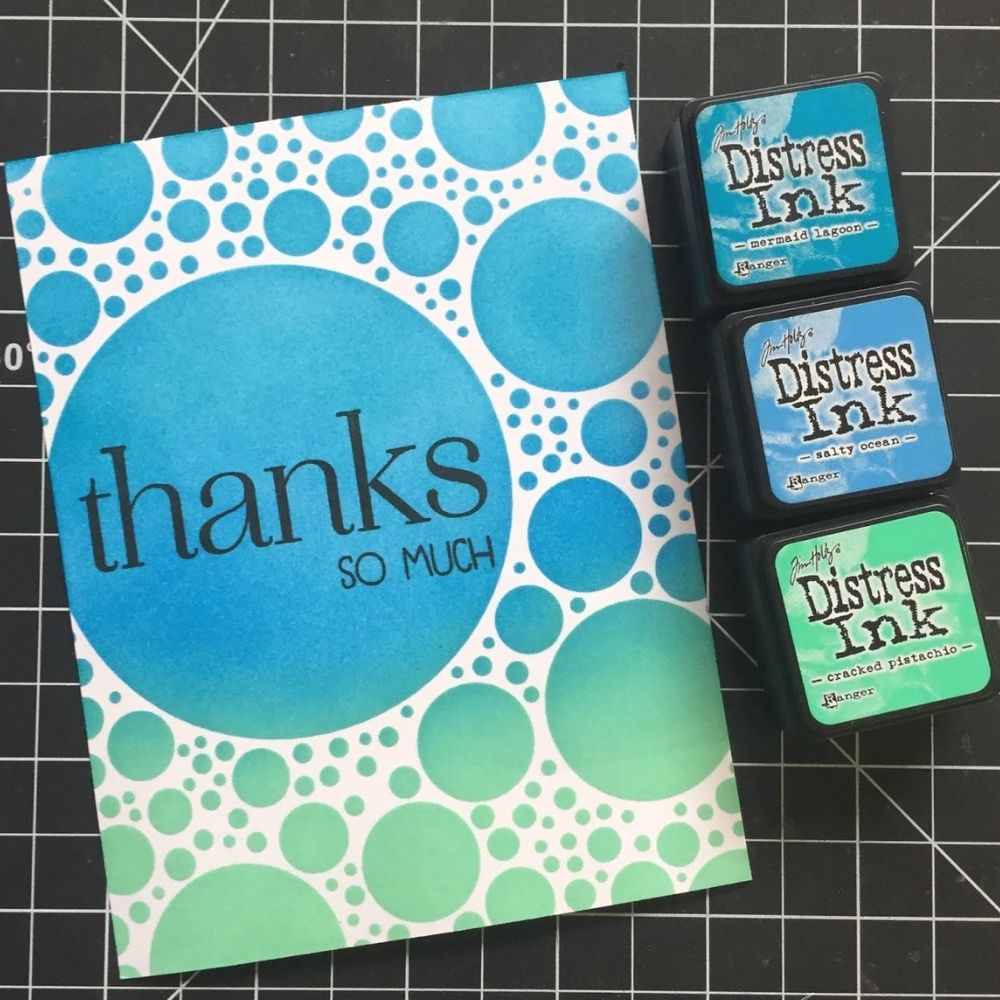 thanks
SO MUCH
Tim Holtz®
Distress
Ink
— mermaid lagoon —
Ranger
Tim Holtz®
Distress
Ink
— salty ocean —
Ranger
Tim Holtz®
Distress
Ink
— cracked pistachio —
Ranger